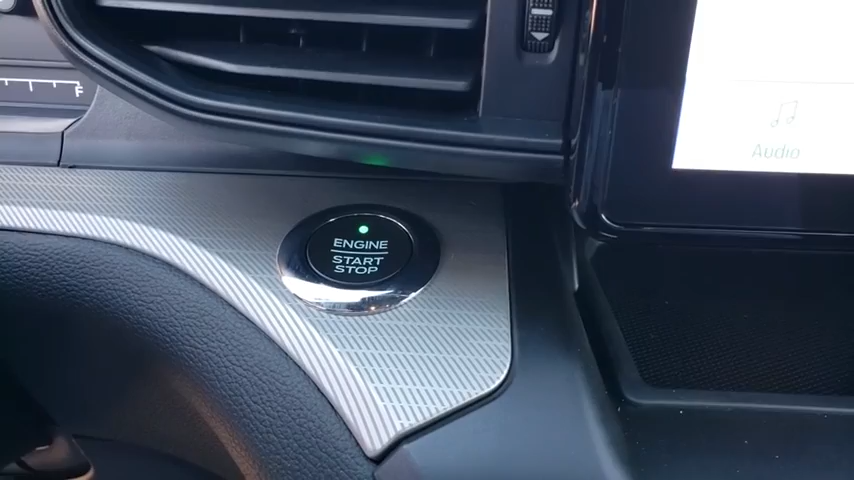 F
Audio
ENGINE
START
STOP